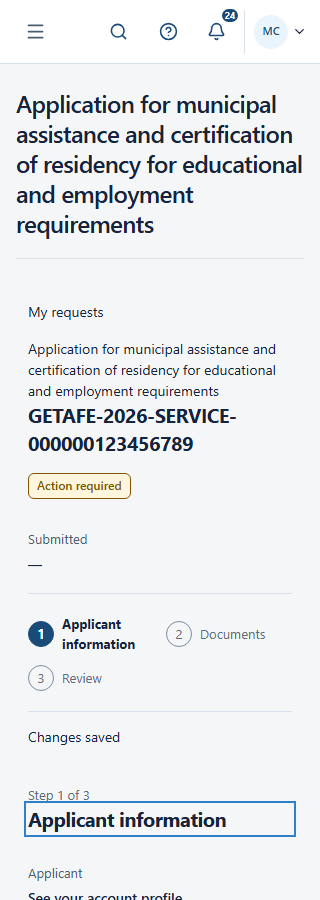 24
MC
Application for municipal
assistance and certification
of residency for educational
and employment
requirements
My requests
Application for municipal assistance and
certification of residency for educational
and employment requirements
GETAFE-2026-SERVICE-
000000123456789
Action required
Submitted
—
1 Applicant
information
2 Documents
3 Review
Changes saved
Step 1 of 3
Applicant information
Applicant
See your account profile